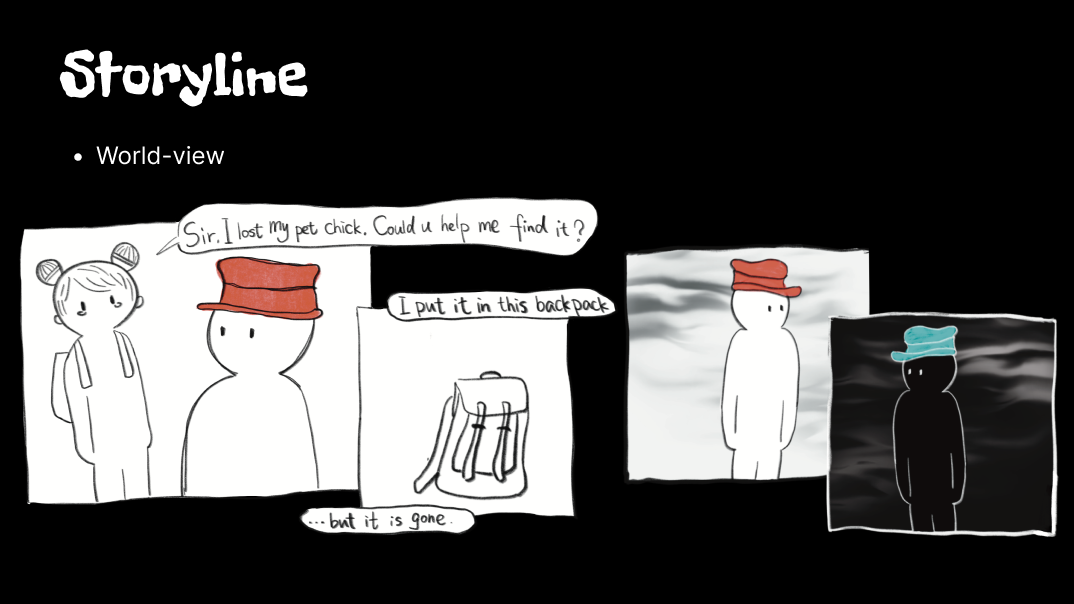 Storyline
• World-view
Sir, I lost my pet chick. Could u help me find it?
I put it in this backpack
...but it is gone.